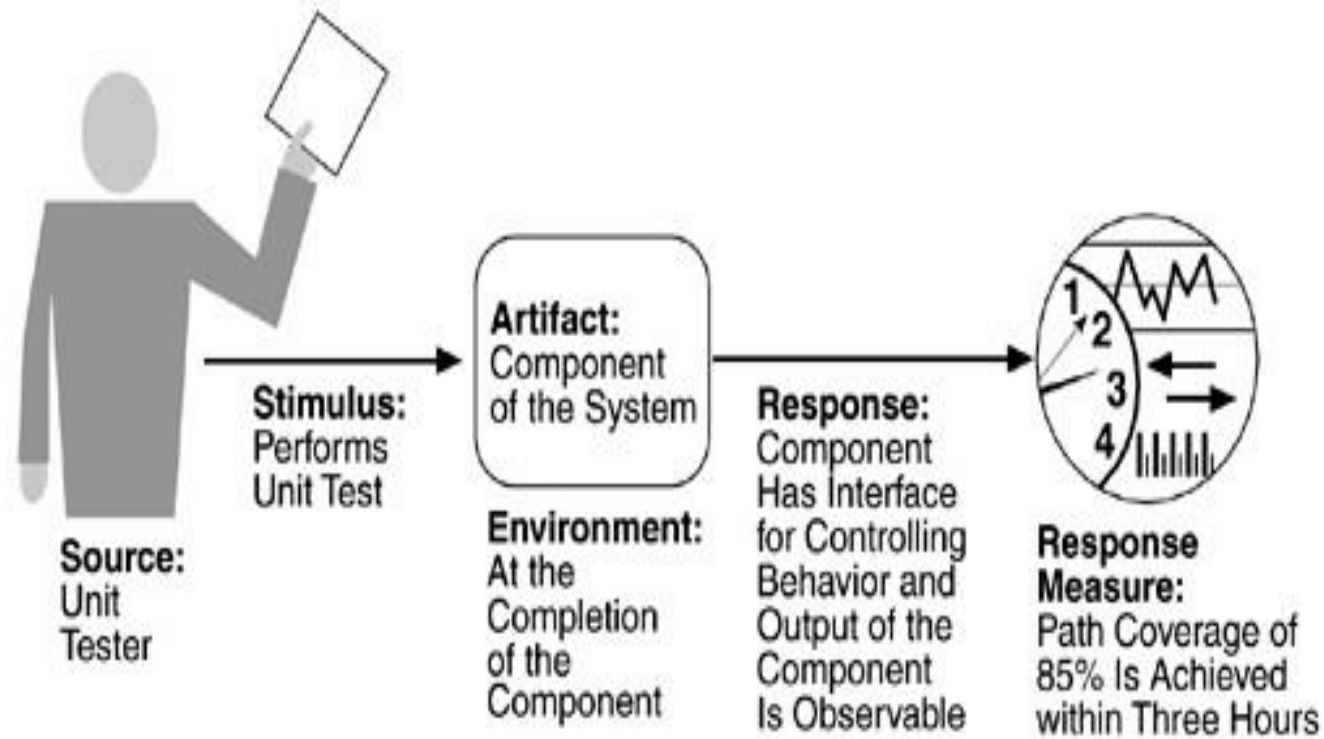 Source:
Unit
Tester
Stimulus:
Performs
Unit Test
Artifact:
Component
of the System
Environment:
At the
Completion
of the
Component
Response:
Component
Has Interface
for Controlling
Behavior and
Output of the
Component
Is Observable
1
2
3
4
Response
Measure:
Path Coverage of
85% Is Achieved
within Three Hours